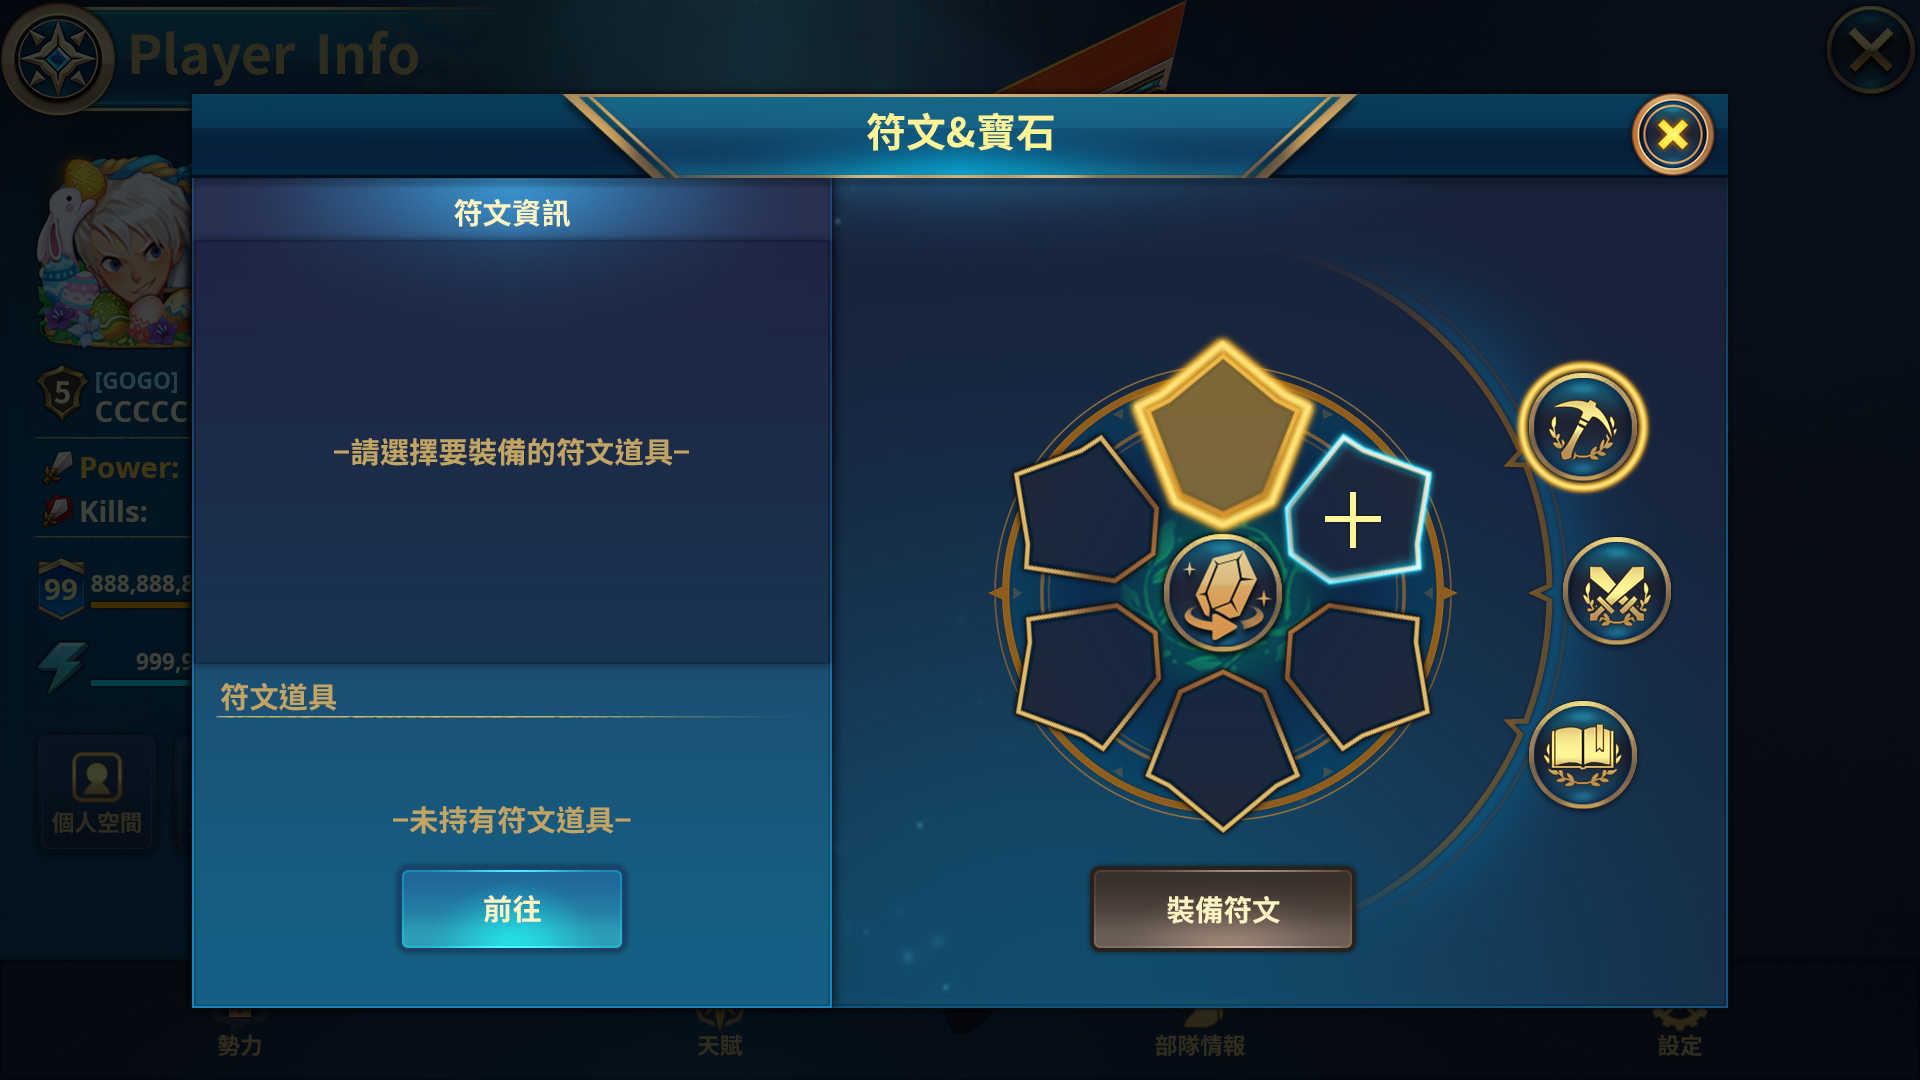 Player Info
符文&寶石
符文資訊
[GOGO]
CCCCC
5
–請選擇要裝備的符文道具–
Power:
Kills:
99
888,888,8
999,9
符文道具
個人空間
–未持有符文道具–
前往
裝備符文
勢力
天賦
部隊情報
設定